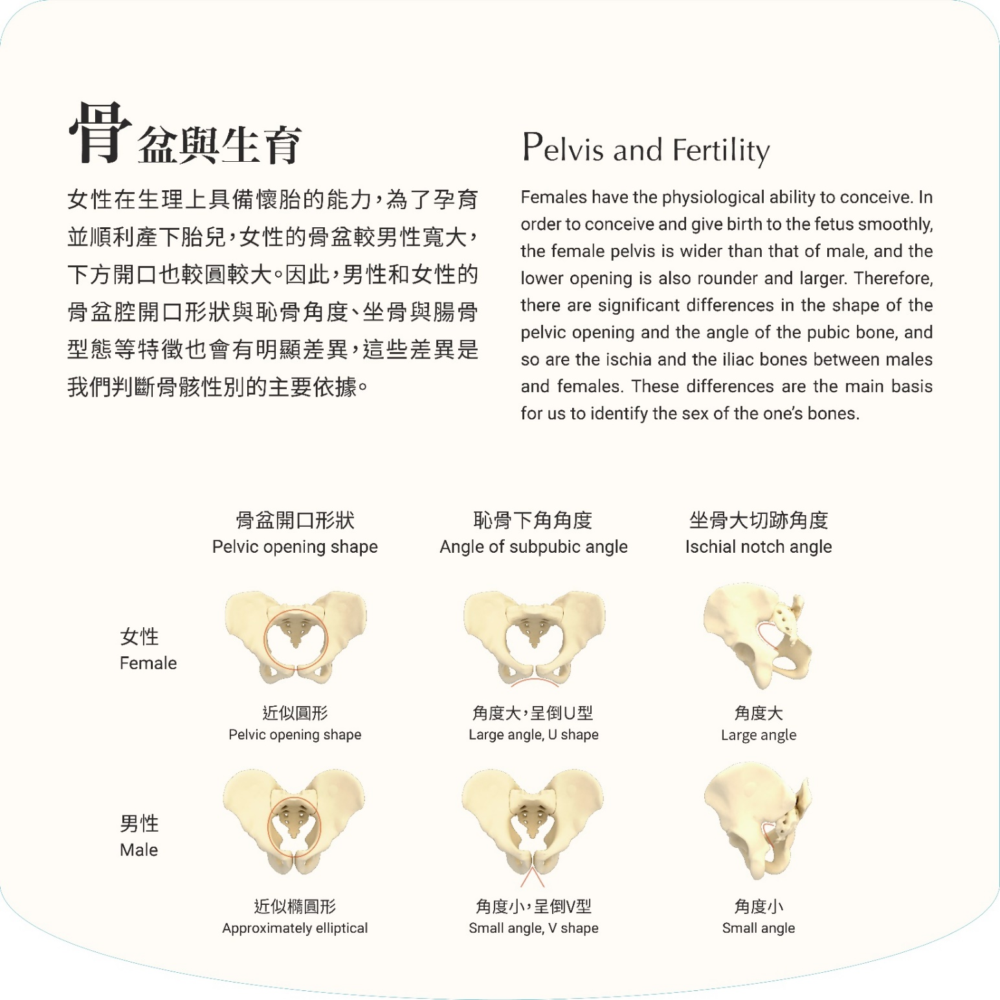 骨盆與生育
女性在生理上具備懷胎的能力,為了孕育
並順利產下胎兒,女性的骨盆較男性寬大,
下方開口也較圓較大。因此,男性和女性的
骨盆腔開口形狀與恥骨角度、坐骨與腸骨
型態等特徵也會有明顯差異,這些差異是
我們判斷骨骸性別的主要依據。
Pelvis and Fertility
Females have the physiological ability to conceive. In
order to conceive and give birth to the fetus smoothly,
the female pelvis is wider than that of male, and the
lower opening is also rounder and larger. Therefore,
there are significant differences in the shape of the
pelvic opening and the angle of the pubic bone, and
so are the ischia and the iliac bones between males
and females. These differences are the main basis
for us to identify the sex of the one’s bones.
骨盆開口形狀
Pelvic opening shape
恥骨下角角度
Angle of subpubic angle
坐骨大切跡角度
Ischial notch angle
女性
Female
近似圓形
Pelvic opening shape
角度大,呈倒U型
Large angle, U shape
角度大
Large angle
男性
Male
近似橢圓形
Approximately elliptical
角度小,呈倒V型
Small angle, V shape
角度小
Small angle